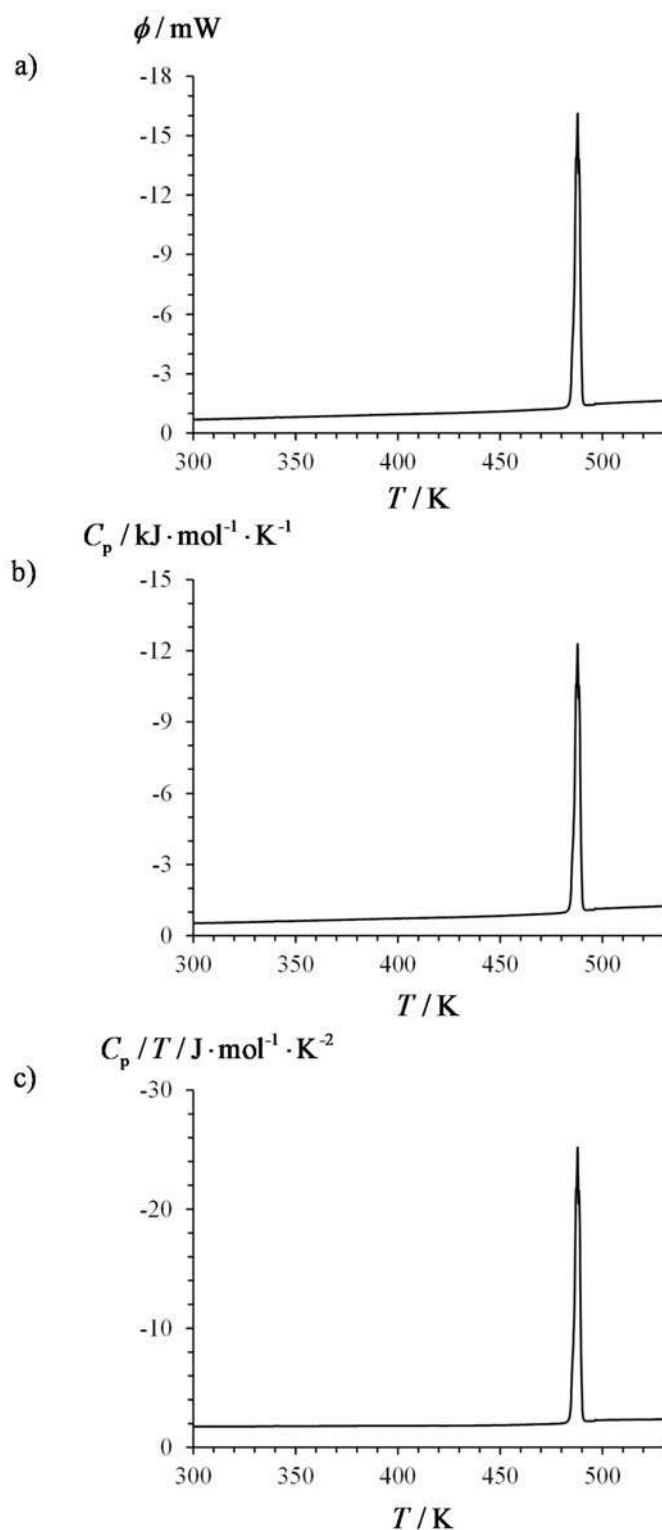 ϕ / mW
a)
-18
-15
-12
-9
-6
-3
0
300 350 400 450 500
T / K
C_p / kJ · mol⁻¹ · K⁻¹
b)
-15
-12
-9
-6
-3
0
300 350 400 450 500
T / K
C_p / T / J · mol⁻¹ · K⁻²
c)
-30
-20
-10
0
300 350 400 450 500
T / K